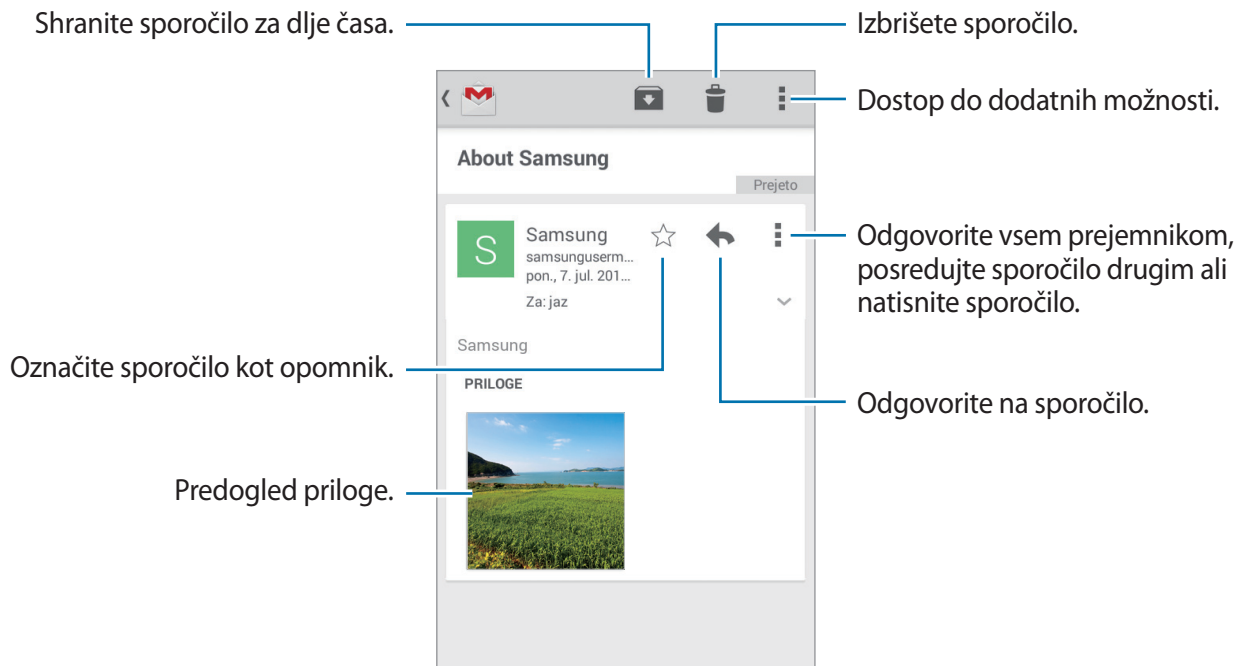 Shranite sporočilo za dlje časa.
Izbrišete sporočilo.
Dostop do dodatnih možnosti.
About Samsung
Prejeto
S
Samsung
samsunguserm...
pon., 7. jul. 201...
Za: jaz
Odgovorite vsem prejemnikom,
posredujte sporočilo drugim ali
natisnite sporočilo.
Samsung
Označite sporočilo kot opomnik.
PRILOGE
Odgovorite na sporočilo.
Predogled priloge.